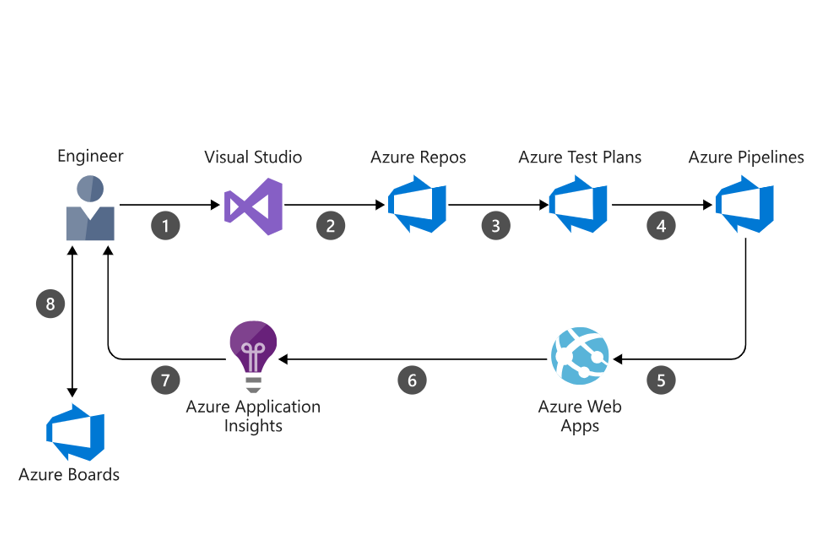 Engineer
Visual Studio
Azure Repos
Azure Test Plans
Azure Pipelines
1
2
3
4
8
7
6
5
Azure Application
Insights
Azure Web
Apps
Azure Boards